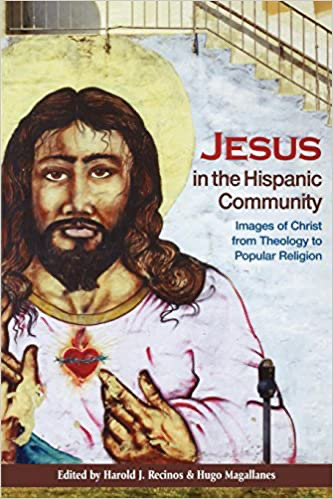 JESUS
in the Hispanic
Community
Images of Christ
from Theology to
Popular Religion
Edited by Harold J. Recinos & Hugo Magallanes